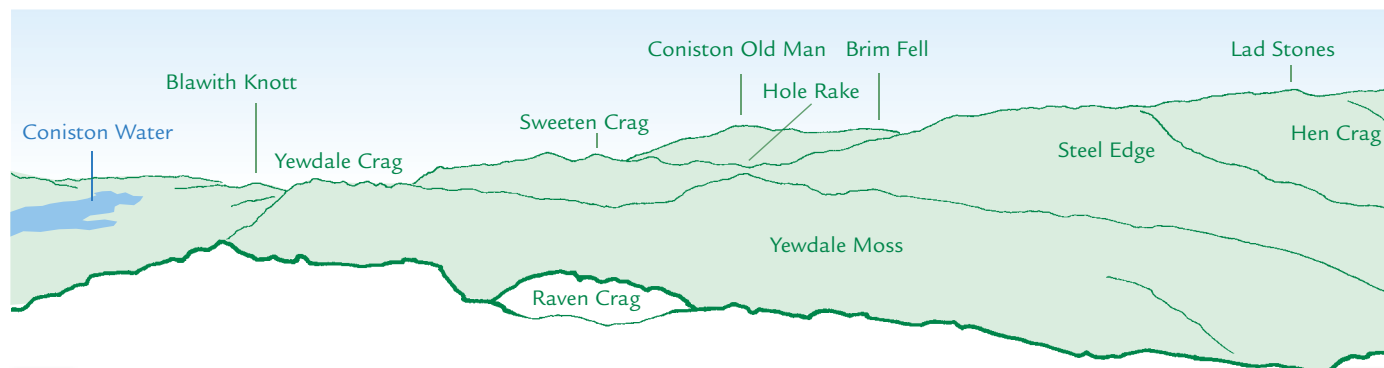 Coniston Old Man
Brim Fell
Lad Stones
Blawith Knott
Hole Rake
Coniston Water
Sweeten Crag
Hen Crag
Yewdale Crag
Steel Edge
Yewdale Moss
Raven Crag